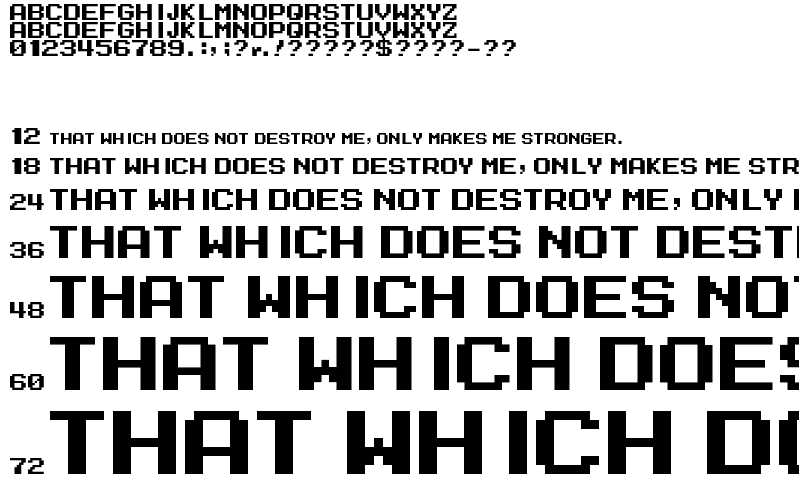 ABCDEFGHIJKLMNOPQRSTUVWXYZ
ABCDEFGHIJKLMNOPQRSTUVWXYZ
0123456789.:,;?r.!?????$????-??
12 THAT WHICH DOES NOT DESTROY ME, ONLY MAKES ME STRONGER.
18 THAT WHICH DOES NOT DESTROY ME, ONLY MAKES ME STR
24 THAT WHICH DOES NOT DESTROY ME, ONLY
36 THAT WHICH DOES NOT DEST
48 THAT WHICH DOES NO
60 THAT WHICH DOES
72 THAT WHICH DO